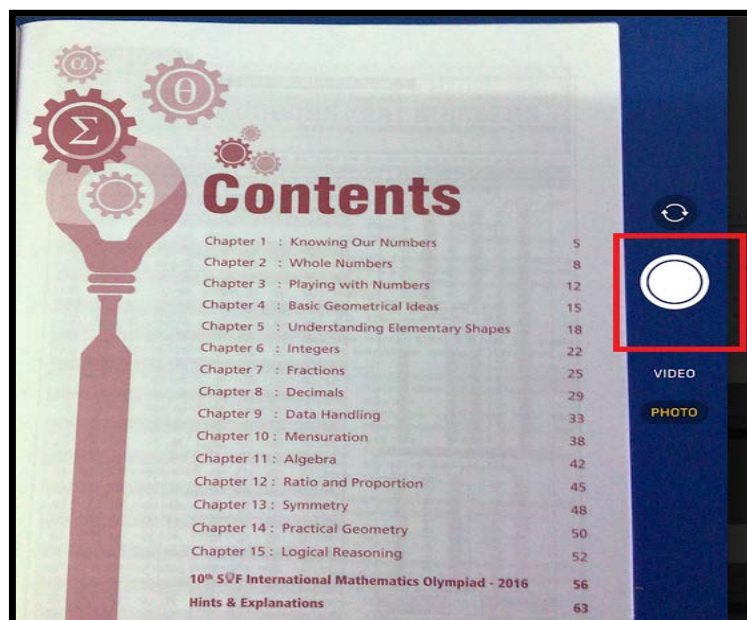 α
θ
Σ
Contents
Chapter 1 : Knowing Our Numbers 5
Chapter 2 : Whole Numbers 8
Chapter 3 : Playing with Numbers 12
Chapter 4 : Basic Geometrical Ideas 15
Chapter 5 : Understanding Elementary Shapes 18
Chapter 6 : Integers 22
Chapter 7 : Fractions 25
Chapter 8 : Decimals 29
Chapter 9 : Data Handling 33
Chapter 10 : Mensuration 38
Chapter 11 : Algebra 42
Chapter 12 : Ratio and Proportion 45
Chapter 13 : Symmetry 48
Chapter 14 : Practical Geometry 50
Chapter 15 : Logical Reasoning 52
10th SOF International Mathematics Olympiad - 2016 56
Hints & Explanations 63
VIDEO
PHOTO